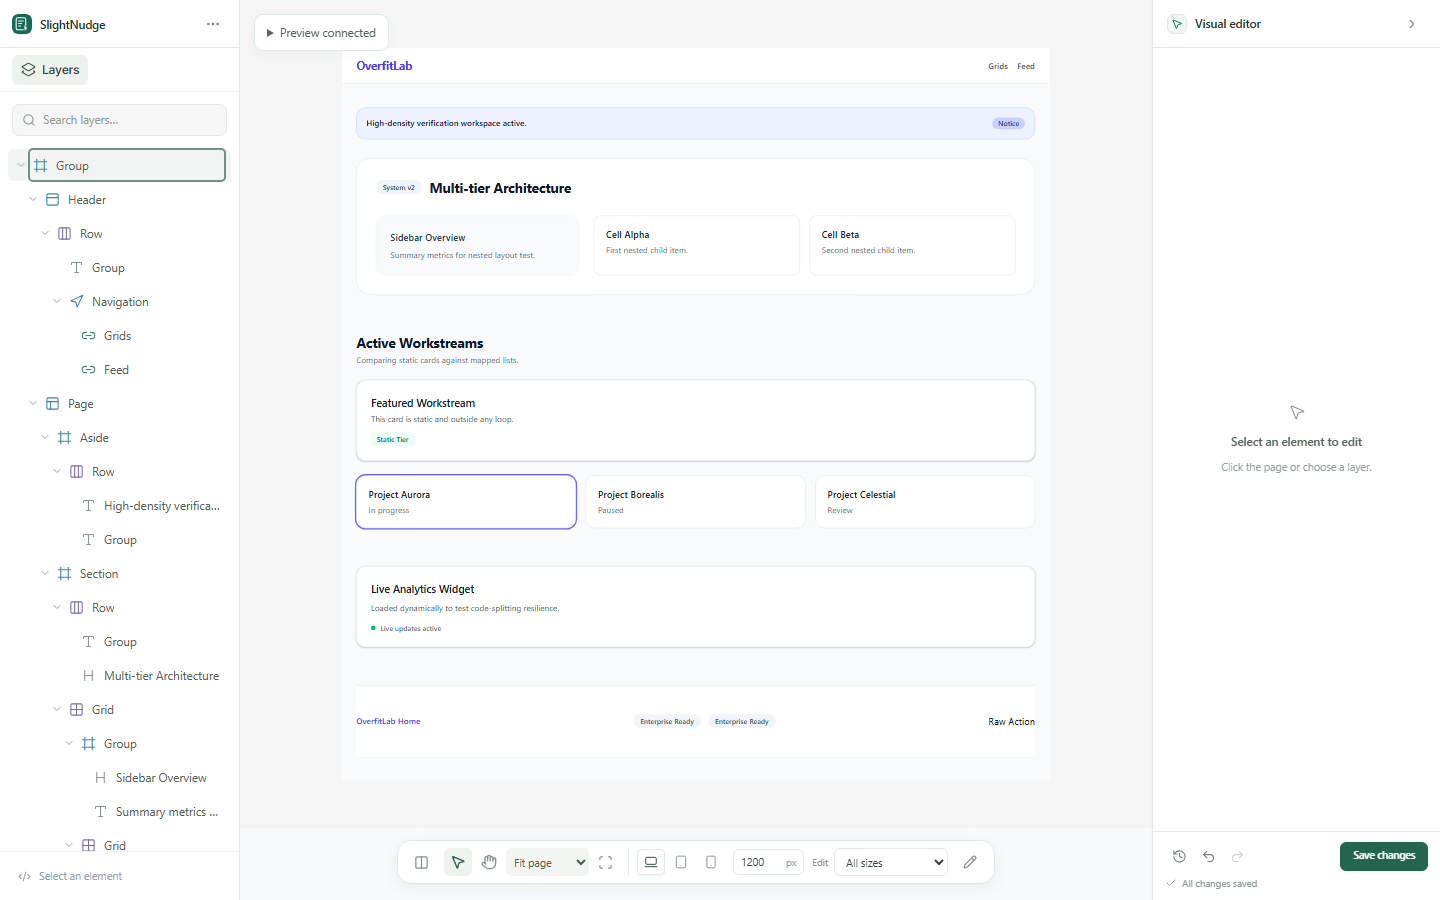 SlightNudge
Layers
Search layers...
Group
Header
Row
Group
Navigation
Grids
Feed
Page
Aside
Row
High-density verifica...
Group
Section
Row
Group
Multi-tier Architecture
Grid
Group
Sidebar Overview
Summary metrics ...
Grid
Select an element
Preview connected
OverfitLab
Grids Feed
High-density verification workspace active.
Notice
System v2
Multi-tier Architecture
Sidebar Overview
Summary metrics for nested layout test.
Cell Alpha
First nested child item.
Cell Beta
Second nested child item.
Active Workstreams
Comparing static cards against mapped lists.
Featured Workstream
This card is static and outside any loop.
Static Tier
Project Aurora
In progress
Project Borealis
Paused
Project Celestial
Review
Live Analytics Widget
Loaded dynamically to test code-splitting resilience.
Live updates active
OverfitLab Home
Enterprise Ready
Enterprise Ready
Raw Action
Fit page
1200 px
Edit
All sizes
Visual editor
Select an element to edit
Click the page or choose a layer.
Save changes
All changes saved